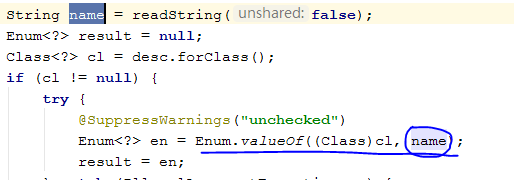 String name = readString( unshared: false);
Enum<?> result = null;
Class<?> cl = desc.forClass();
if (cl != null) {
try {
@SuppressWarnings("unchecked")
Enum<?> en = Enum.valueOf((Class)cl, name);
result = en;